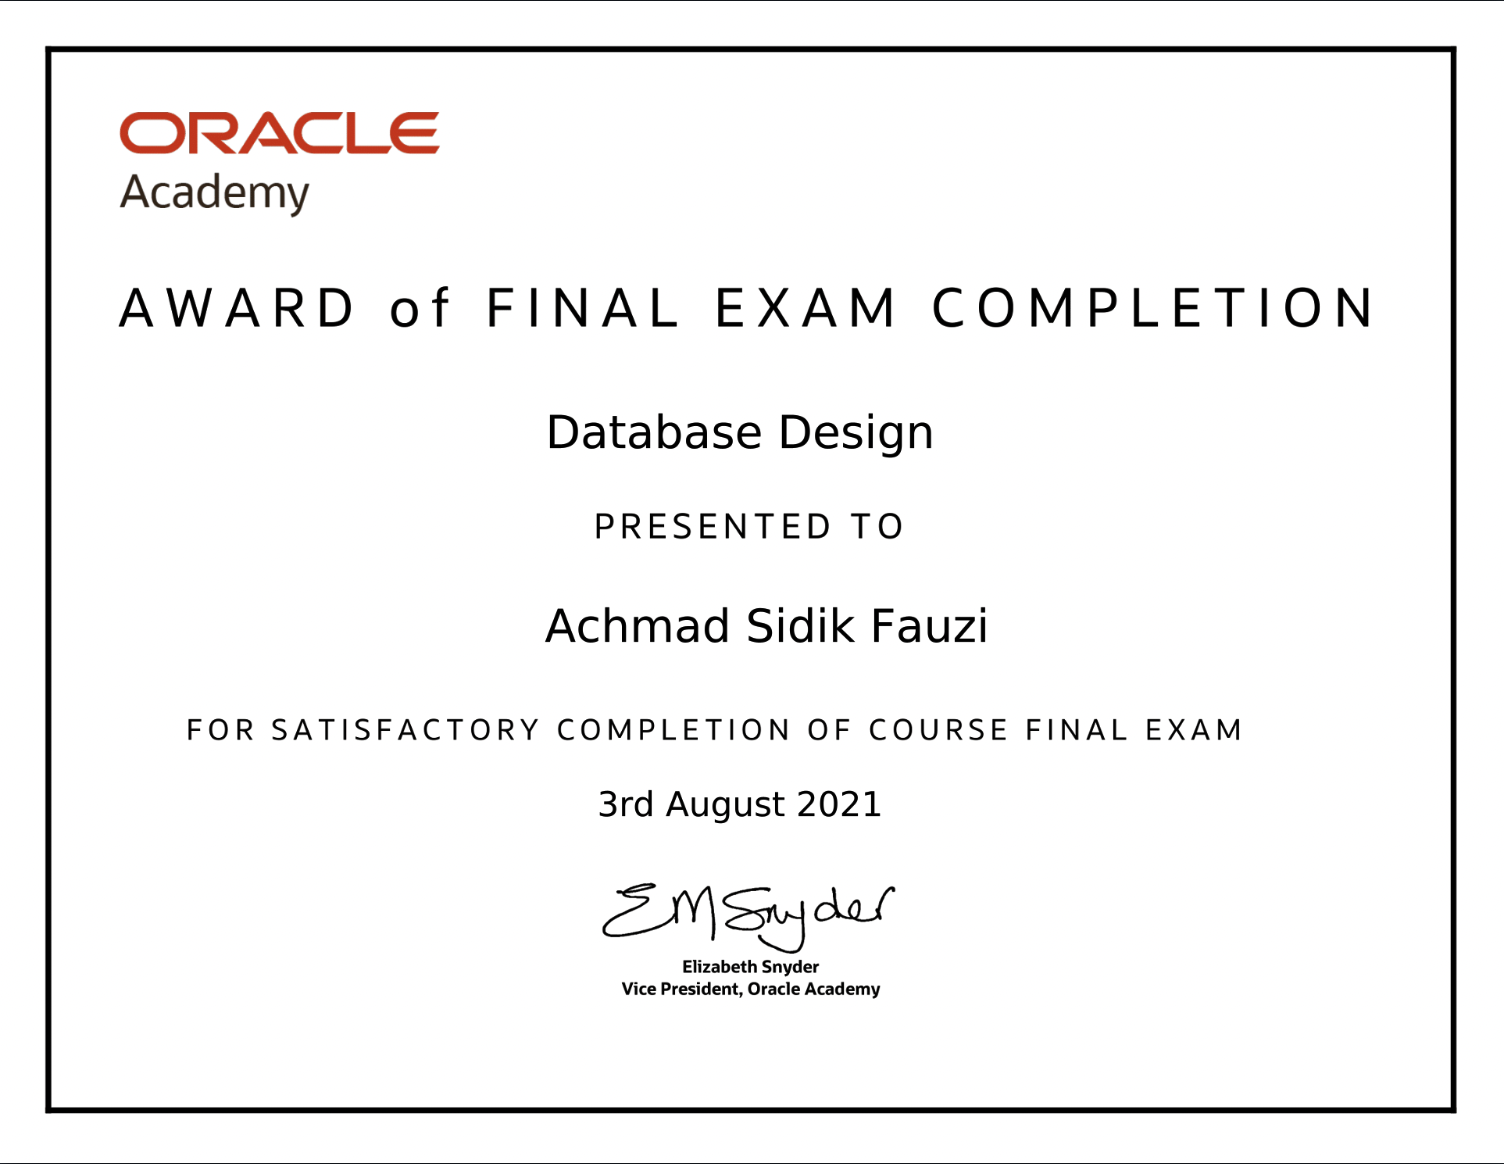 ORACLE
Academy
AWARD of FINAL EXAM COMPLETION
Database Design
PRESENTED TO
Achmad Sidik Fauzi
FOR SATISFACTORY COMPLETION OF COURSE FINAL EXAM
3rd August 2021
EMSnyder
Elizabeth Snyder
Vice President, Oracle Academy